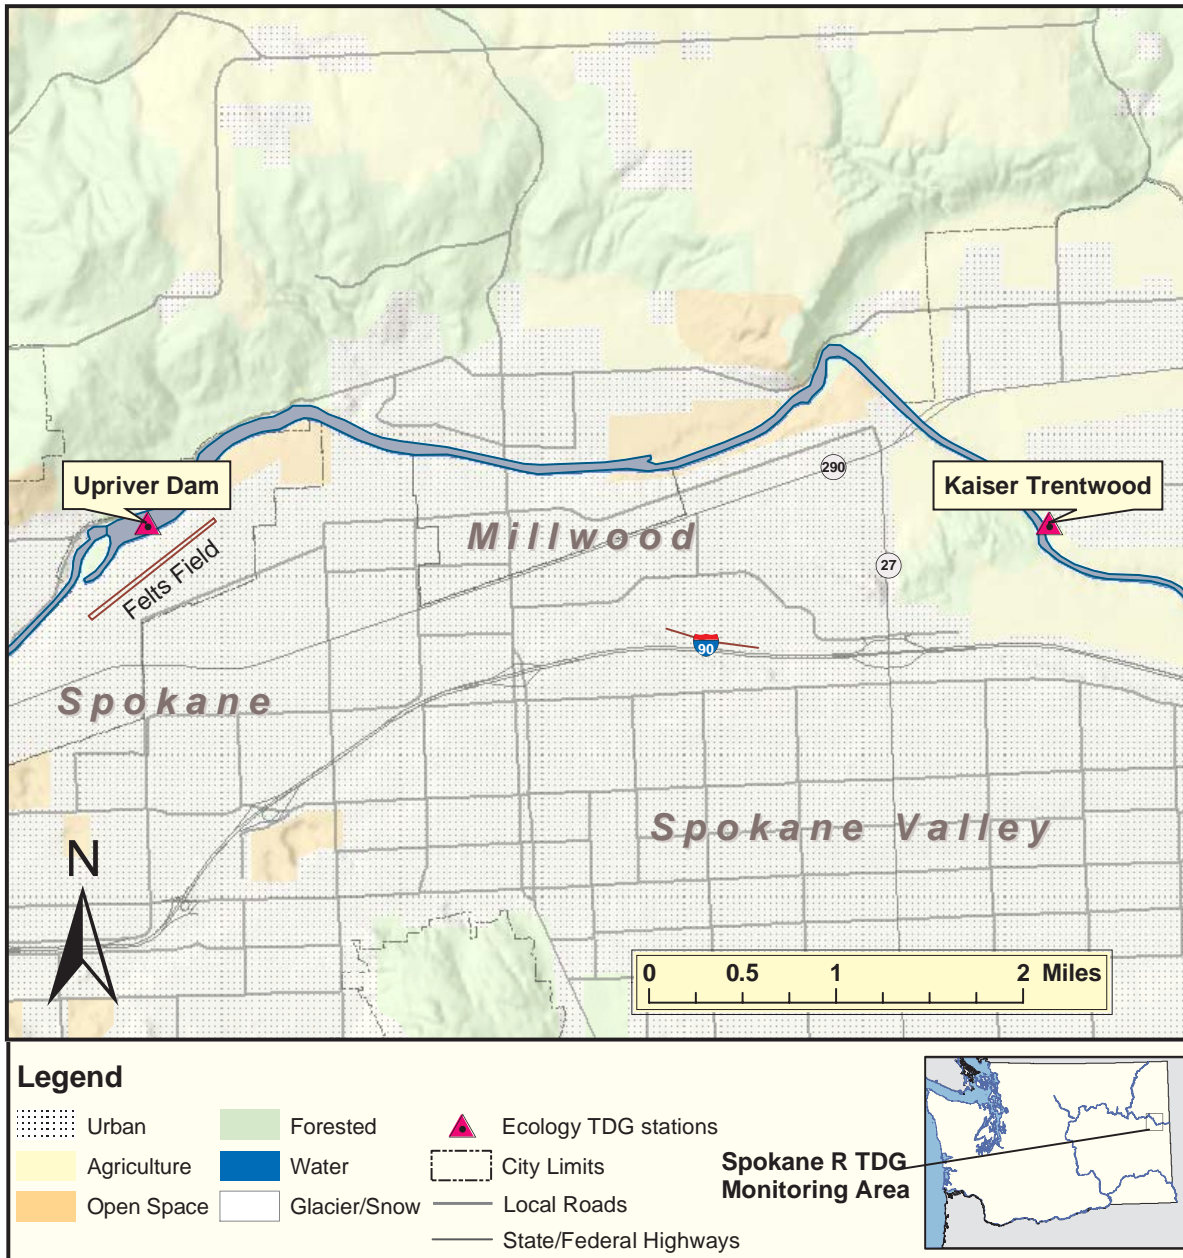 Upriver Dam
Kaiser Trentwood
290
Millwood
Felts Field
27
90
Spokane
Spokane Valley
N
0 0.5 1 2 Miles
Legend
Urban
Forested
Ecology TDG stations
Agriculture
Water
City Limits
Open Space
Glacier/Snow
Local Roads
State/Federal Highways
Spokane R TDG
Monitoring Area